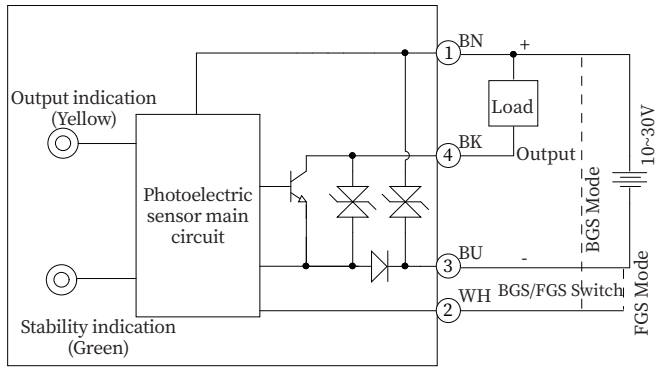 Output indication
(Yellow)
Photoelectric
sensor main
circuit
Stability indication
(Green)
1
BN
+
Load
4
BK
Output
10~30V
BGS Mode
3
BU
-
2
WH
BGS/FGS Switch
FGS Mode